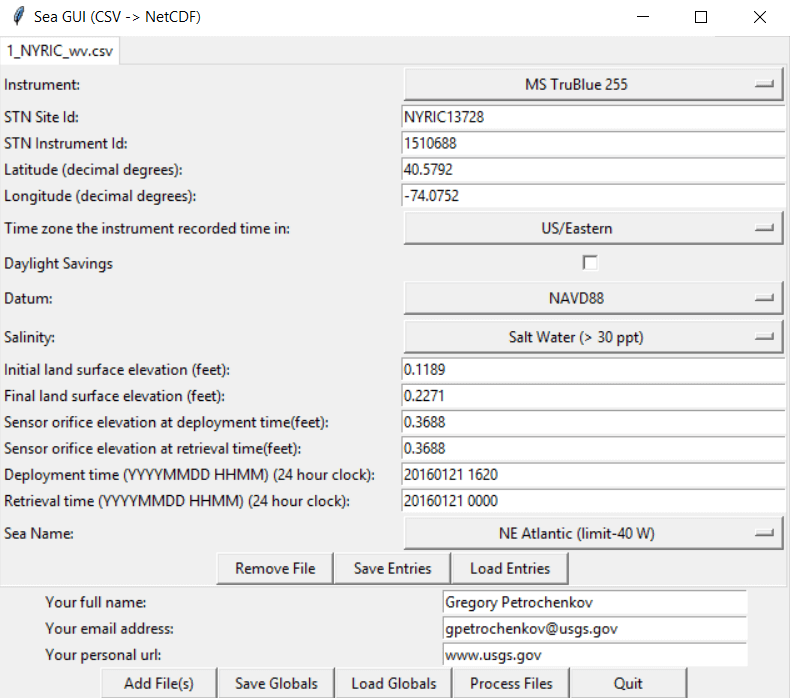 Sea GUI (CSV -> NetCDF)
1_NYRIC_wv.csv
Instrument: MS TruBlue 255
STN Site Id: NYRIC13728
STN Instrument Id: 1510688
Latitude (decimal degrees): 40.5792
Longitude (decimal degrees): -74.0752
Time zone the instrument recorded time in: US/Eastern
Daylight Savings
Datum: NAVD88
Salinity: Salt Water (> 30 ppt)
Initial land surface elevation (feet): 0.1189
Final land surface elevation (feet): 0.2271
Sensor orifice elevation at deployment time(feet): 0.3688
Sensor orifice elevation at retrieval time(feet): 0.3688
Deployment time (YYYYMMDD HHMM) (24 hour clock): 20160121 1620
Retrieval time (YYYYMMDD HHMM) (24 hour clock): 20160121 0000
Sea Name: NE Atlantic (limit-40 W)
Remove File Save Entries Load Entries
Your full name: Gregory Petrochenkov
Your email address: gpetrochenkov@usgs.gov
Your personal url: www.usgs.gov
Add File(s) Save Globals Load Globals Process Files Quit